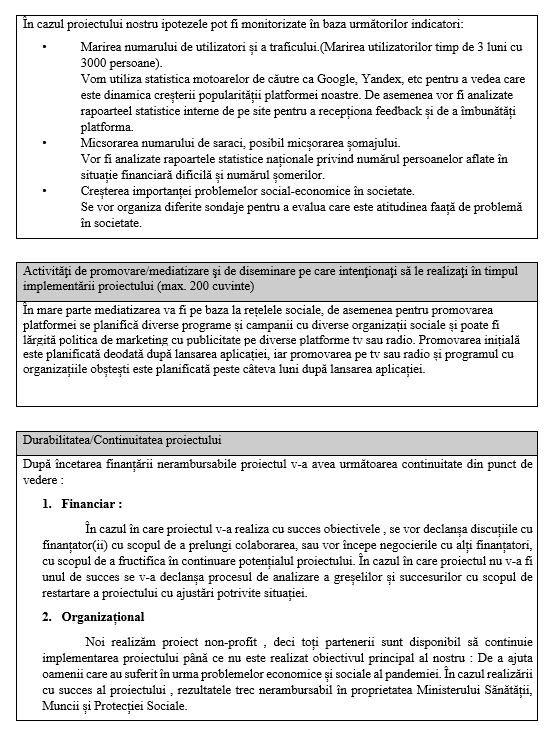 În cazul proiectului nostru ipotezele pot fi monitorizate în baza următorilor indicatori:
• Marirea numarului de utilizatori și a traficului.(Marirea utilizatorilor timp de 3 luni cu
3000 persoane).
Vom utiliza statistica motoarelor de căutre ca Google, Yandex, etc pentru a vedea care
este dinamica creșterii popularității platformei noastre. De asemenea vor fi analizate
rapoarteel statistice interne de pe site pentru a recepționa feedback și de a îmbunătăți
platforma.
• Micsorarea numarului de saraci, posibil micșorarea șomajului.
Vor fi analizate rapoartele statistice naționale privind numărul persoanelor aflate în
situație financiară dificilă și numărul șomerilor.
• Creșterea importanței problemelor social-economice în societate.
Se vor organiza diferite sondaje pentru a evalua care este atitudinea faață de problemă
în societate.
Activităţi de promovare/mediatizare şi de diseminare pe care intenţionaţi să le realizaţi în timpul
implementării proiectului (max. 200 cuvinte)
În mare parte mediatizarea va fi pe baza la rețelele sociale, de asemenea pentru promovarea
platformei se planifică diverse programe și campanii cu diverse organizații sociale și poate fi
lărgită politica de marketing cu publicitate pe diverse platforme tv sau radio. Promovarea inițială
este planificată deodată după lansarea aplicației, iar promovarea pe tv sau radio și programul cu
organizațiile obștești este planificată peste câteva luni după lansarea aplicației.
Durabilitatea/Continuitatea proiectului
După încetarea finanțării nerambursabile proiectul v-a avea următoarea continuitate din punct de
vedere :
1. Financiar :
În cazul în care proiectul v-a realiza cu succes obiectivele , se vor declanșa discuțiile cu
finanțator(ii) cu scopul de a prelungi colaborarea, sau vor începe negocierile cu alți finanțatori,
cu scopul de a fructifica în continuare potențialul proiectului. În cazul în care proiectul nu v-a fi
unul de succes se v-a declanșa procesul de analizare a greșelilor și succesurilor cu scopul de
restartare a proiectului cu ajustări potrivite situației.
2. Organizațional
Noi realizăm proiect non-profit , deci toți partenerii sunt disponibil să continuie
implementarea proiectului până ce nu este realizat obiectivul principal al nostru : De a ajuta
oamenii care au suferit în urma problemelor economice și sociale al pandemiei. În cazul realizării
cu succes al proiectului , rezultatele trec nerambursabil în proprietatea Ministerului Sănătății,
Muncii și Protecției Sociale.